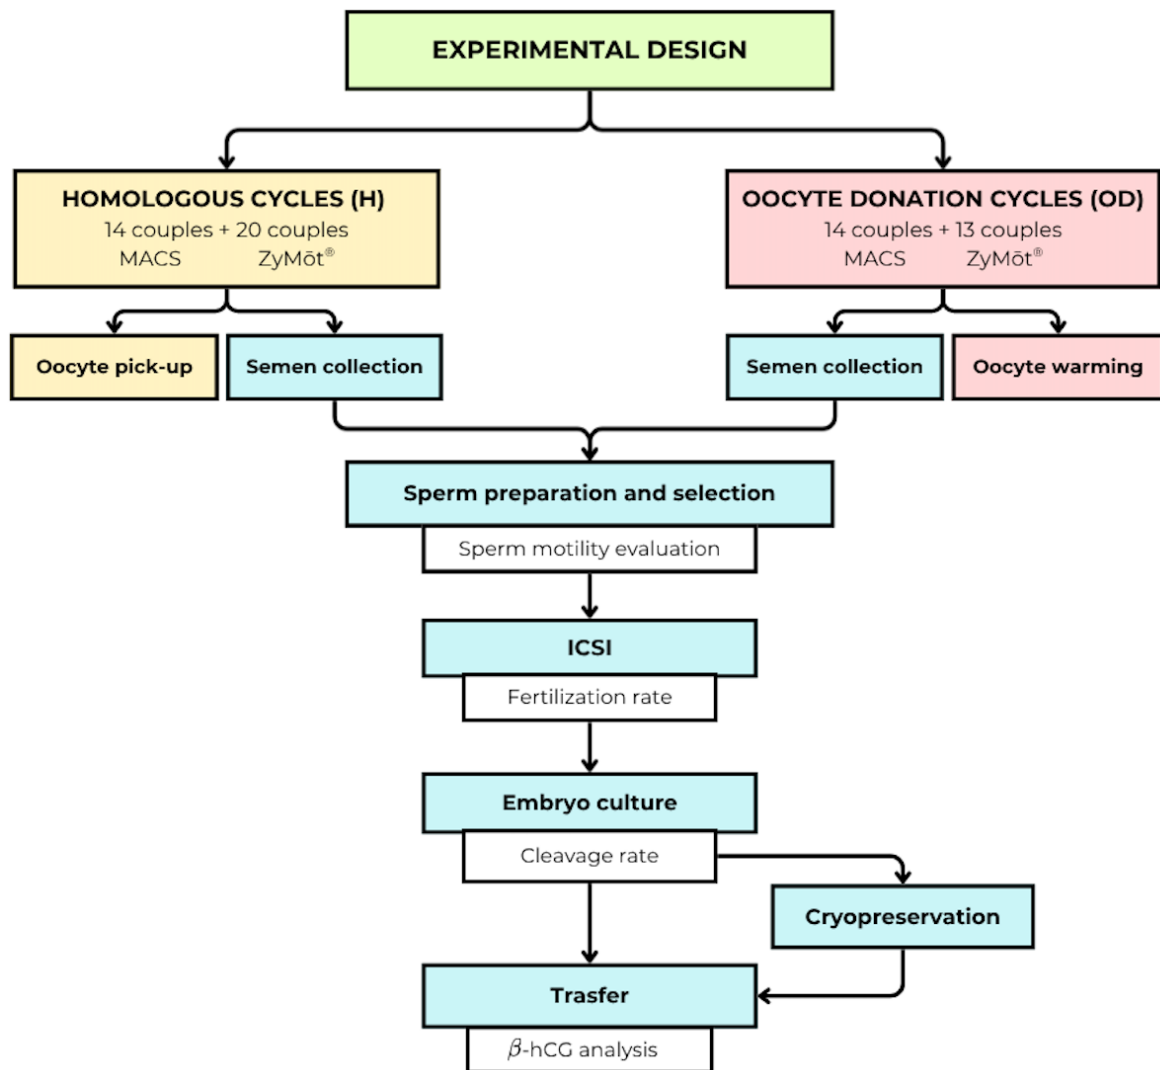 EXPERIMENTAL DESIGN
HOMOLOGOUS CYCLES (H)
14 couples + 20 couples
MACS ZyMōt®
OOCYTE DONATION CYCLES (OD)
14 couples + 13 couples
MACS ZyMōt®
Oocyte pick-up
Semen collection
Semen collection
Oocyte warming
Sperm preparation and selection
Sperm motility evaluation
ICSI
Fertilization rate
Embryo culture
Cleavage rate
Cryopreservation
Trasfer
β-hCG analysis